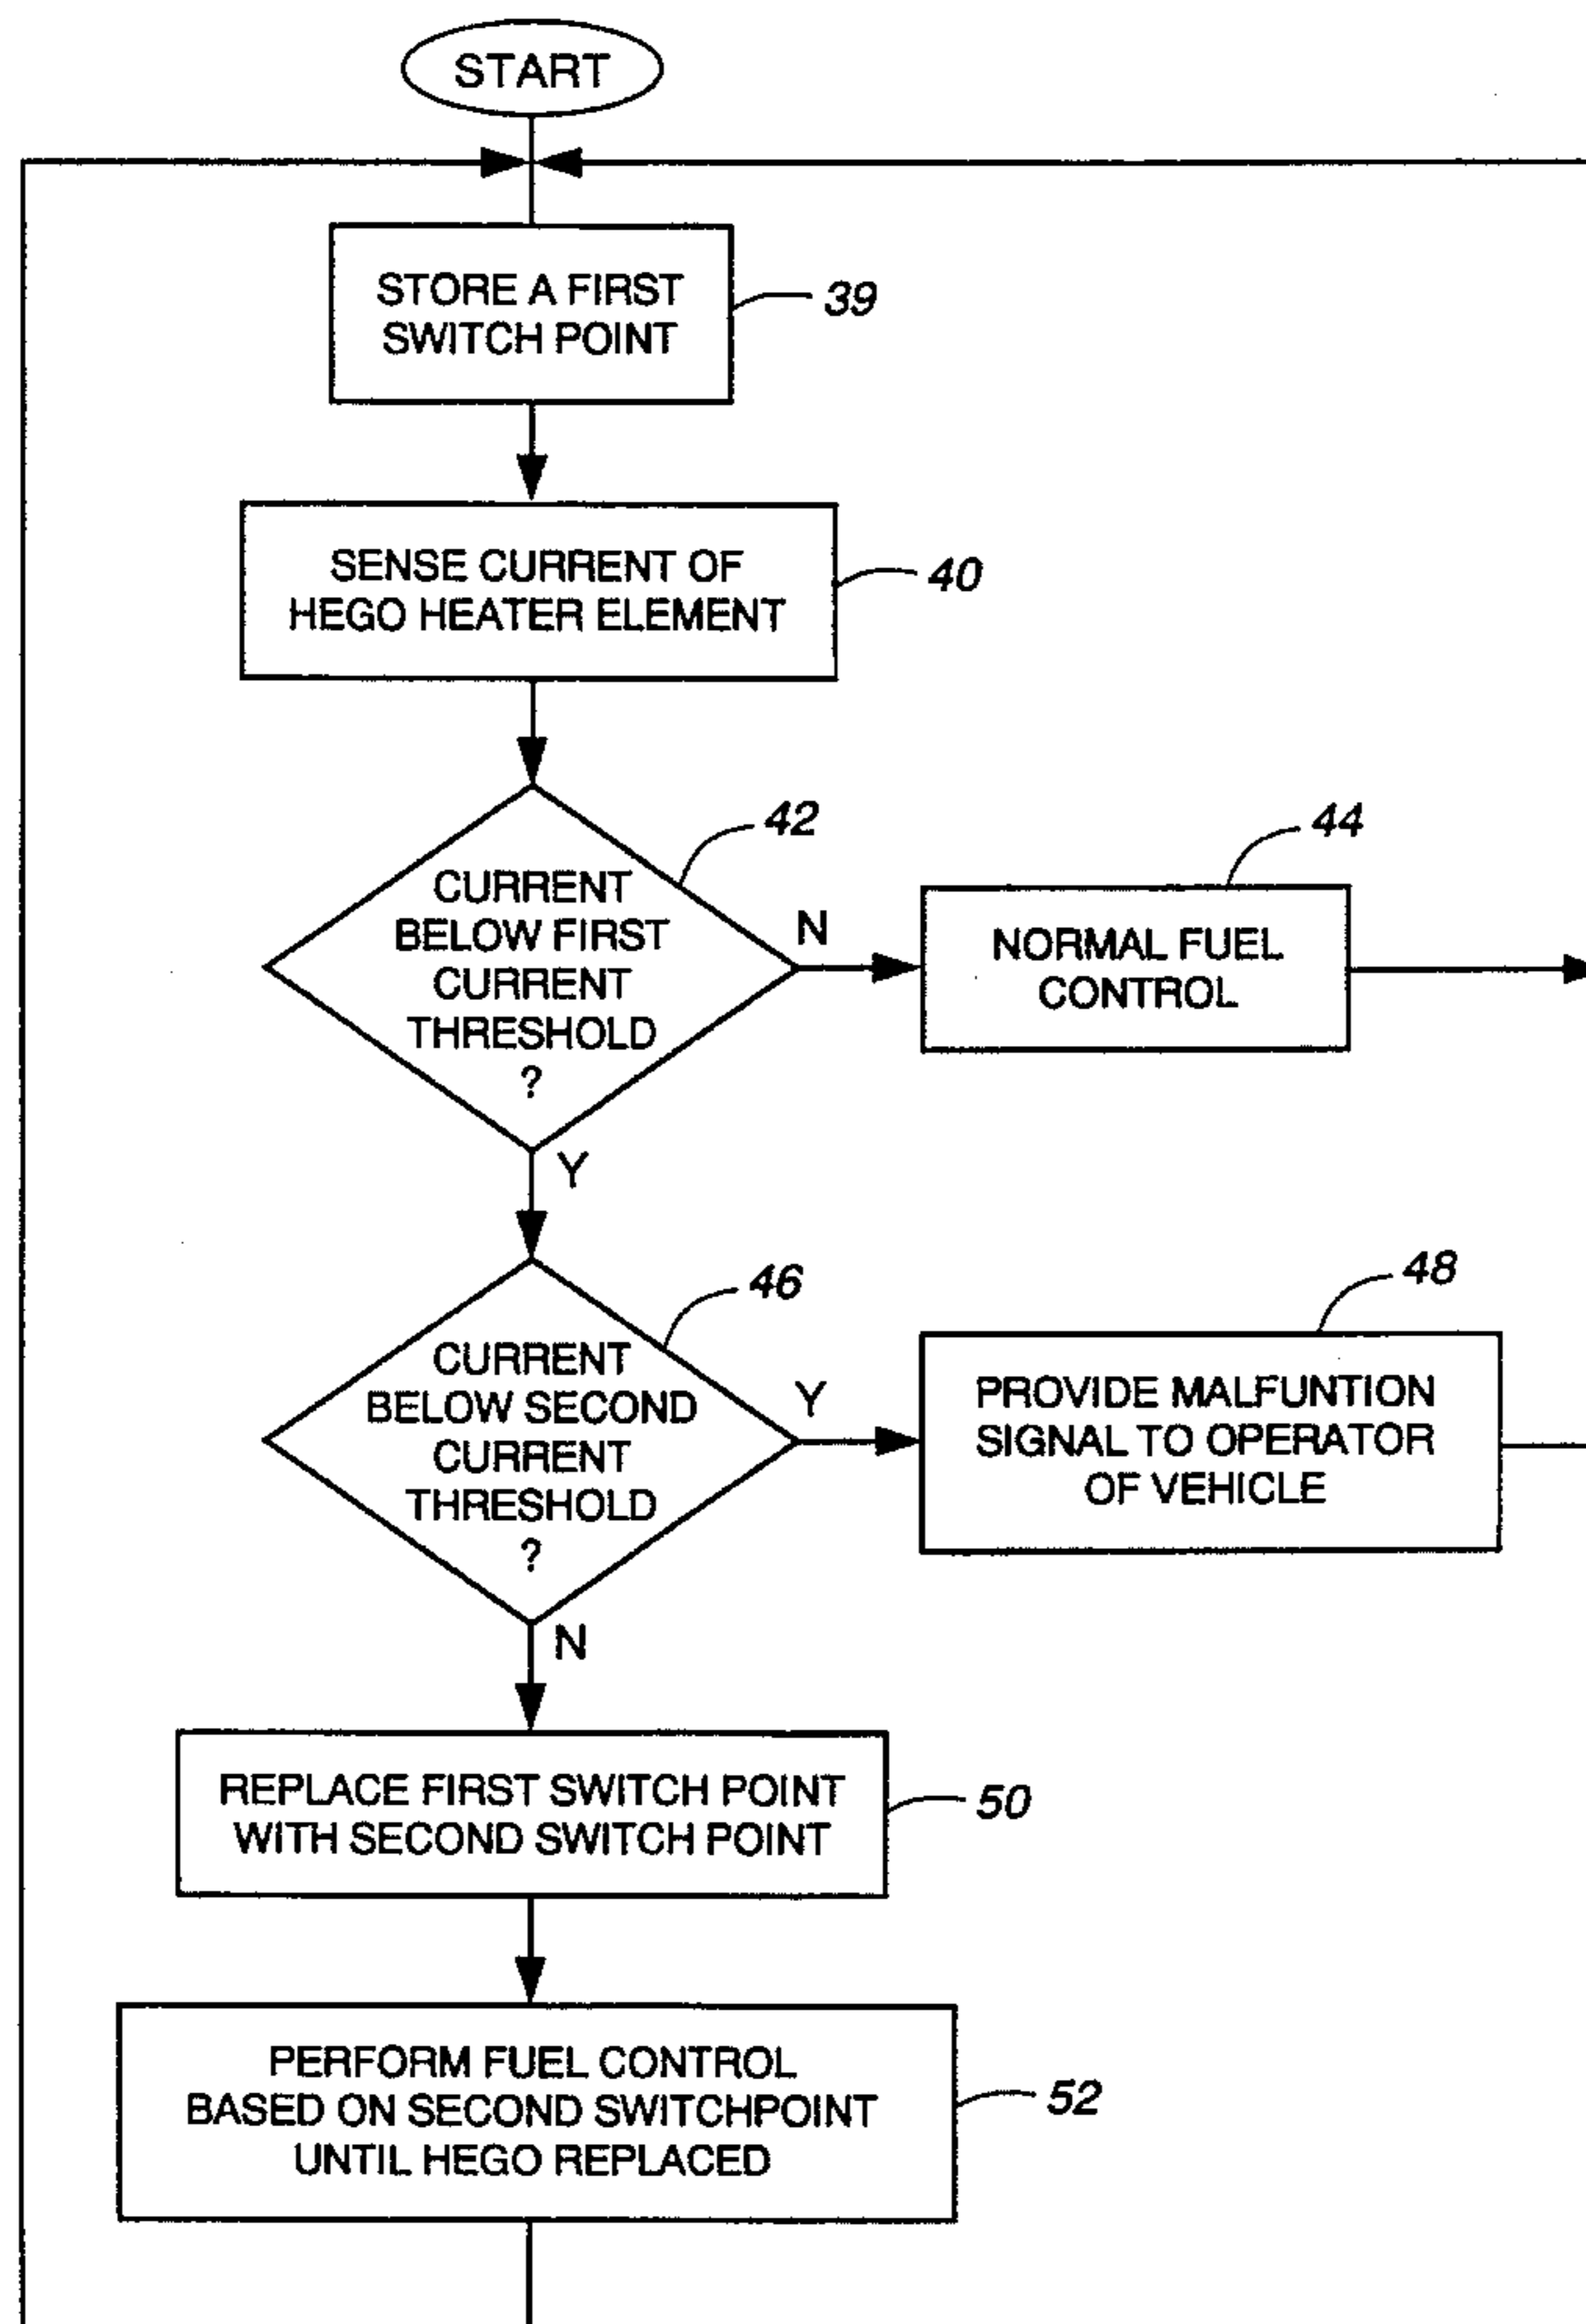 START
STORE A FIRST
SWITCH POINT
39
SENSE CURRENT OF
HEGO HEATER ELEMENT
40
42
CURRENT
BELOW FIRST
CURRENT
THRESHOLD
?
N
44
NORMAL FUEL
CONTROL
Y
46
CURRENT
BELOW SECOND
CURRENT
THRESHOLD
?
Y
48
PROVIDE MALFUNTION
SIGNAL TO OPERATOR
OF VEHICLE
N
REPLACE FIRST SWITCH POINT
WITH SECOND SWITCH POINT
50
PERFORM FUEL CONTROL
BASED ON SECOND SWITCHPOINT
UNTIL HEGO REPLACED
52